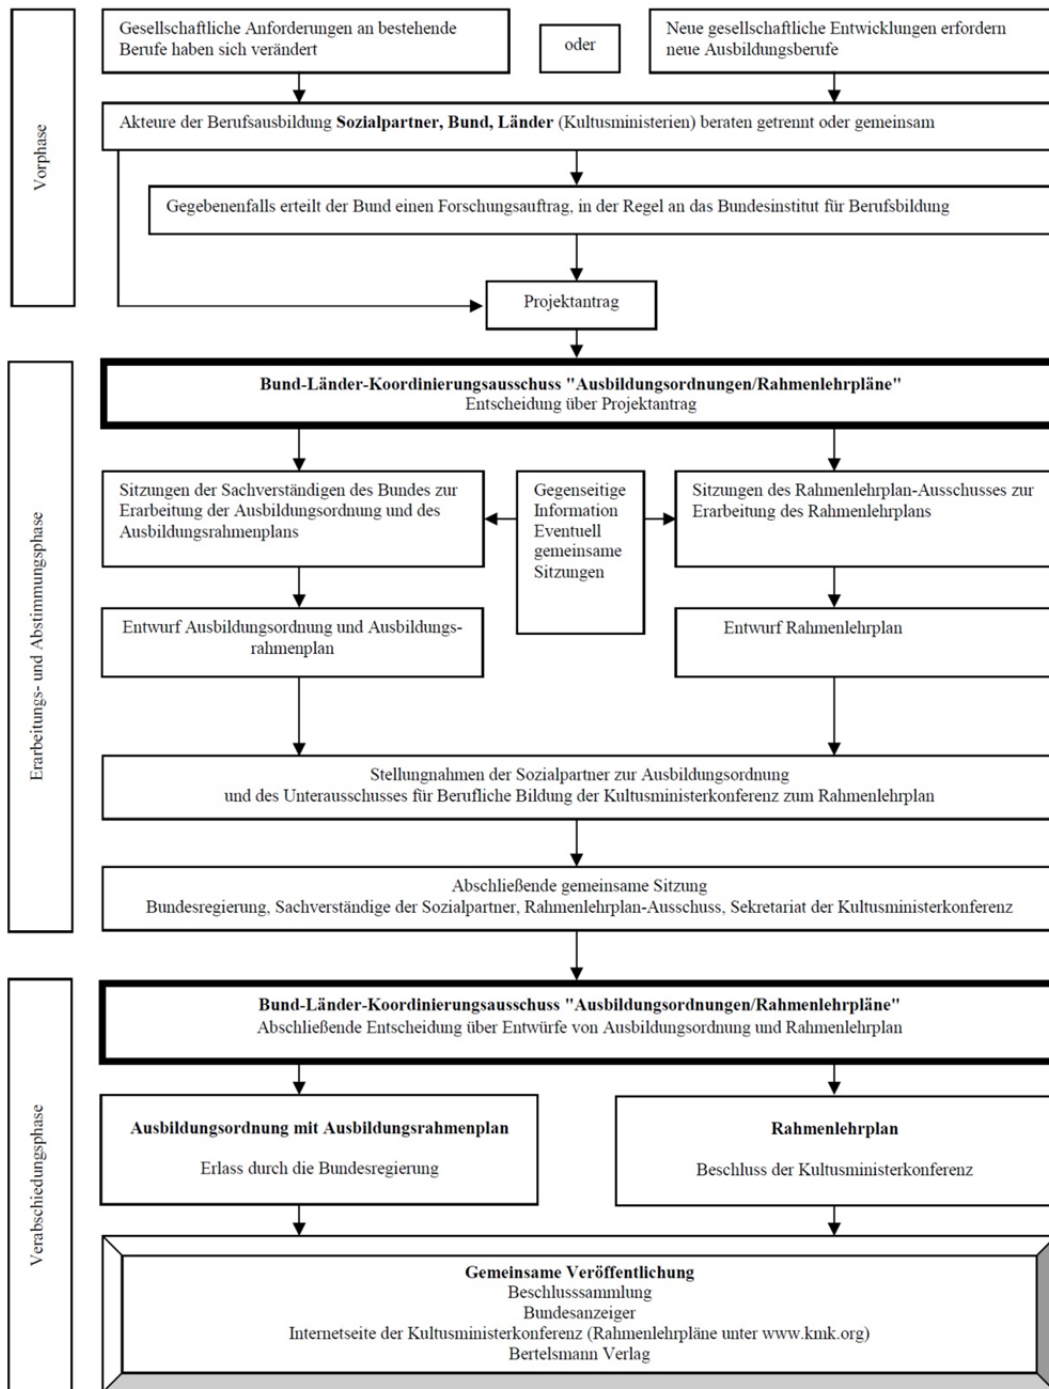 Vorphase
Gesellschaftliche Anforderungen an bestehende
Berufe haben sich verändert
oder
Neue gesellschaftliche Entwicklungen erfordern
neue Ausbildungsberufe
Akteure der Berufsausbildung Sozialpartner, Bund, Länder (Kultusministerien) beraten getrennt oder gemeinsam
Gegebenenfalls erteilt der Bund einen Forschungsauftrag, in der Regel an das Bundesinstitut für Berufsbildung
Projektantrag
Erarbeitungs- und Abstimmungsphase
Bund-Länder-Koordinierungsausschuss "Ausbildungsordnungen/Rahmenlehrpläne"
Entscheidung über Projektantrag
Sitzungen der Sachverständigen des Bundes zur
Erarbeitung der Ausbildungsordnung und des
Ausbildungsrahmenplans
Gegenseitige
Information
Eventuell
gemeinsame
Sitzungen
Sitzungen des Rahmenlehrplan-Ausschusses zur
Erarbeitung des Rahmenlehrplans
Entwurf Ausbildungsordnung und Ausbildungs-
rahmenplan
Entwurf Rahmenlehrplan
Stellungnahmen der Sozialpartner zur Ausbildungsordnung
und des Unterausschusses für Berufliche Bildung der Kultusministerkonferenz zum Rahmenlehrplan
Abschließende gemeinsame Sitzung
Bundesregierung, Sachverständige der Sozialpartner, Rahmenlehrplan-Ausschuss, Sekretariat der Kultusministerkonferenz
Verabschiedungsphase
Bund-Länder-Koordinierungsausschuss "Ausbildungsordnungen/Rahmenlehrpläne"
Abschließende Entscheidung über Entwürfe von Ausbildungsordnung und Rahmenlehrplan
Ausbildungsordnung mit Ausbildungsrahmenplan
Erlass durch die Bundesregierung
Rahmenlehrplan
Beschluss der Kultusministerkonferenz
Gemeinsame Veröffentlichung
Beschlusssammlung
Bundesanzeiger
Internetseite der Kultusministerkonferenz (Rahmenlehrpläne unter www.kmk.org)
Bertelsmann Verlag